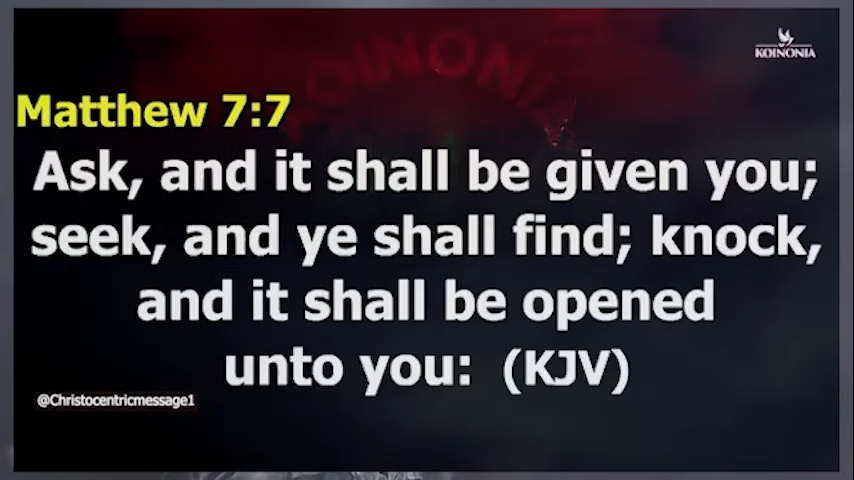 KOINONIA
KOINONIA
Matthew 7:7
Ask, and it shall be given you;
seek, and ye shall find; knock,
and it shall be opened
unto you: (KJV)
@Christocentricmessage1